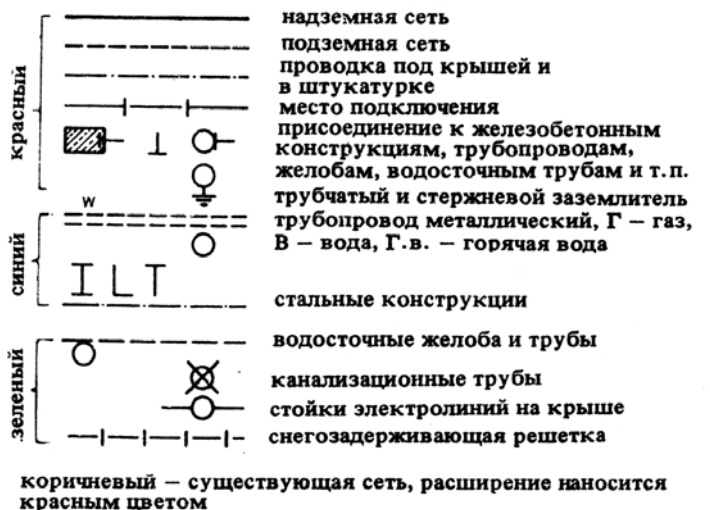 надземная сеть
подземная сеть
проводка под крышей и
в штукатурке
место подключения
присоединение к железобетонным
конструкциям, трубопроводам,
желобам, водосточным трубам и т.п.
трубчатый и стержневой заземлитель
красный
w
трубопровод металлический, Г — газ,
В — вода, Г.в. — горячая вода
стальные конструкции
синий
водосточные желоба и трубы
канализационные трубы
стойки электролиний на крыше
снегозадерживающая решетка
зеленый
коричневый — существующая сеть, расширение наносится
красным цветом